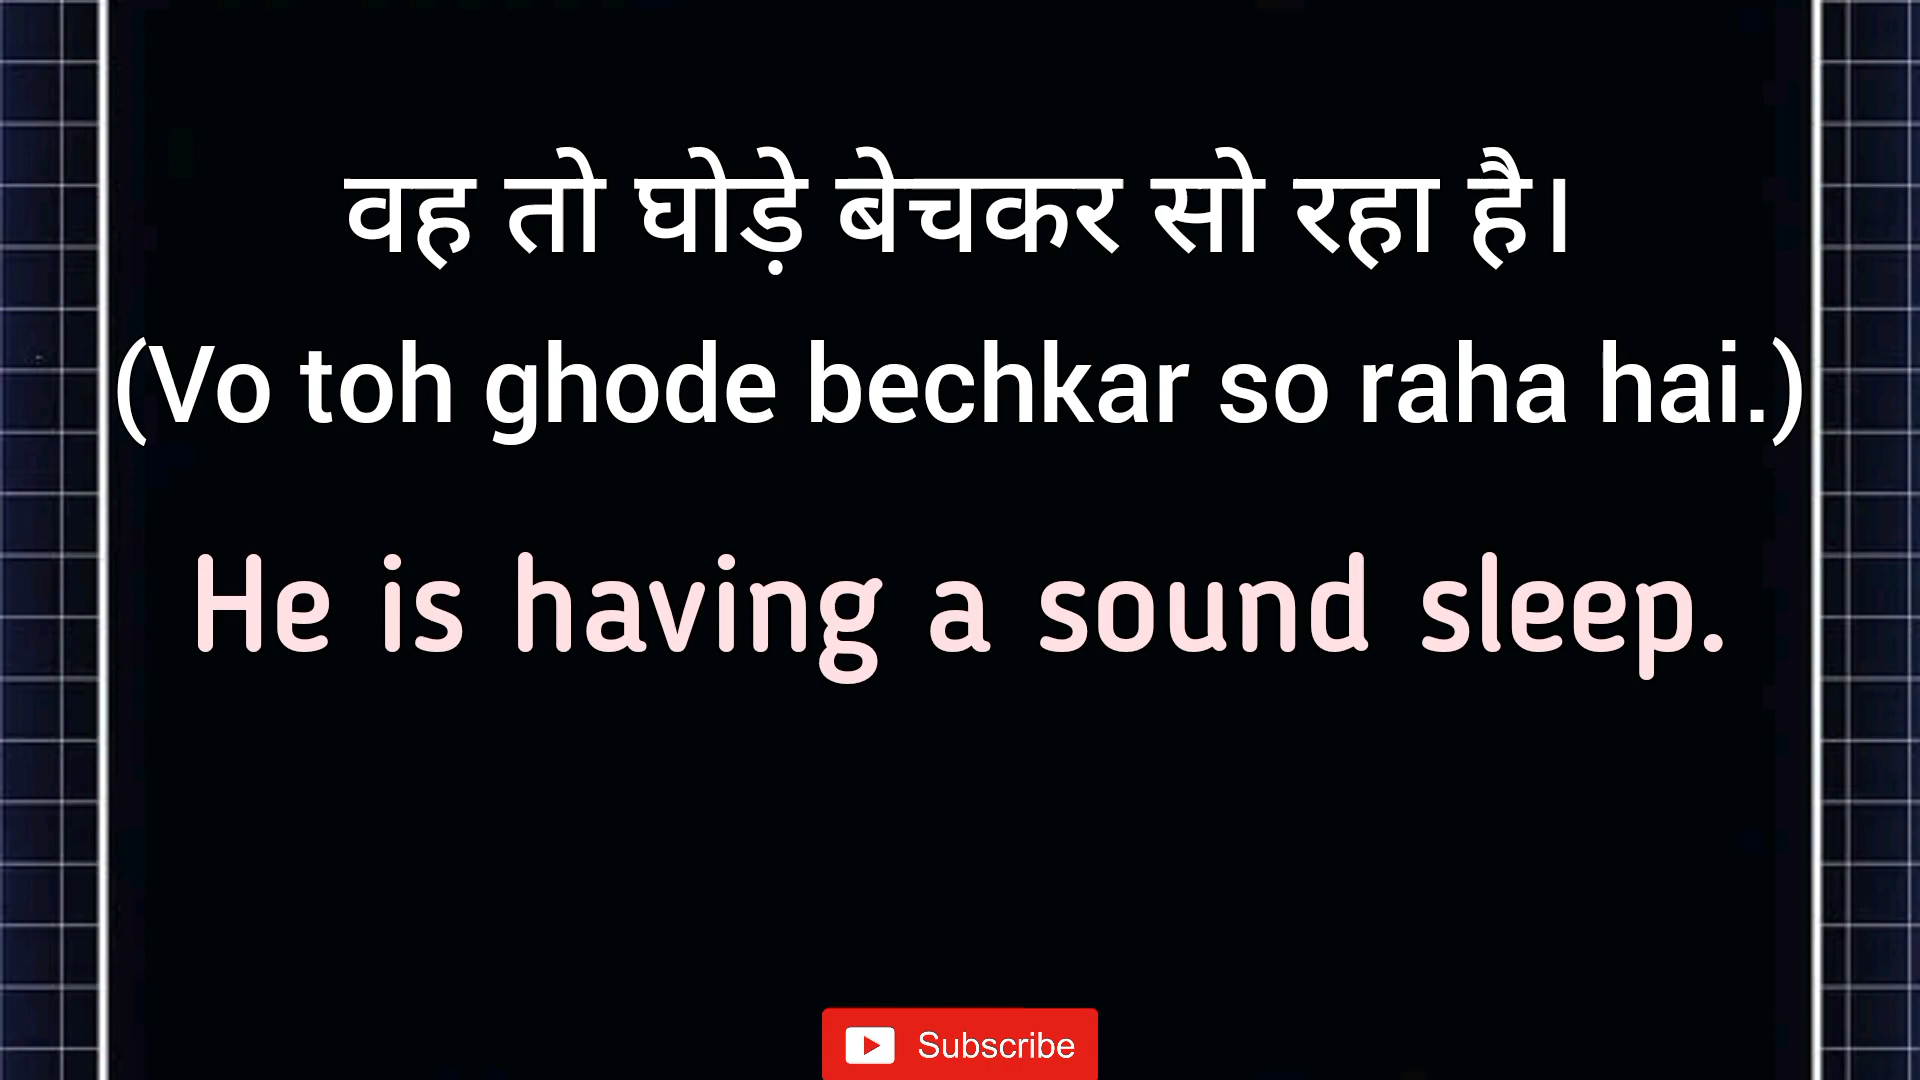 वह तो घोड़े बेचकर सो रहा है।
(Vo toh ghode bechkar so raha hai.)
He is having a sound sleep.
Subscribe